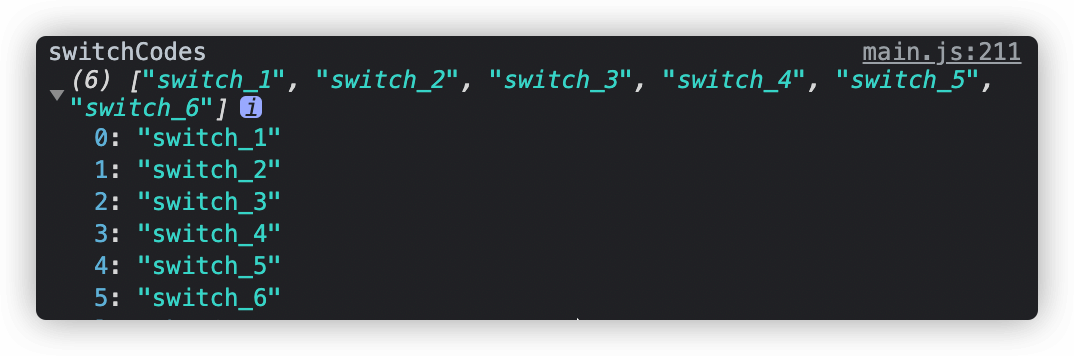 switchCodes main.js:211
(6) ["switch_1", "switch_2", "switch_3", "switch_4", "switch_5",
"switch_6"] i
0: "switch_1"
1: "switch_2"
2: "switch_3"
3: "switch_4"
4: "switch_5"
5: "switch_6"